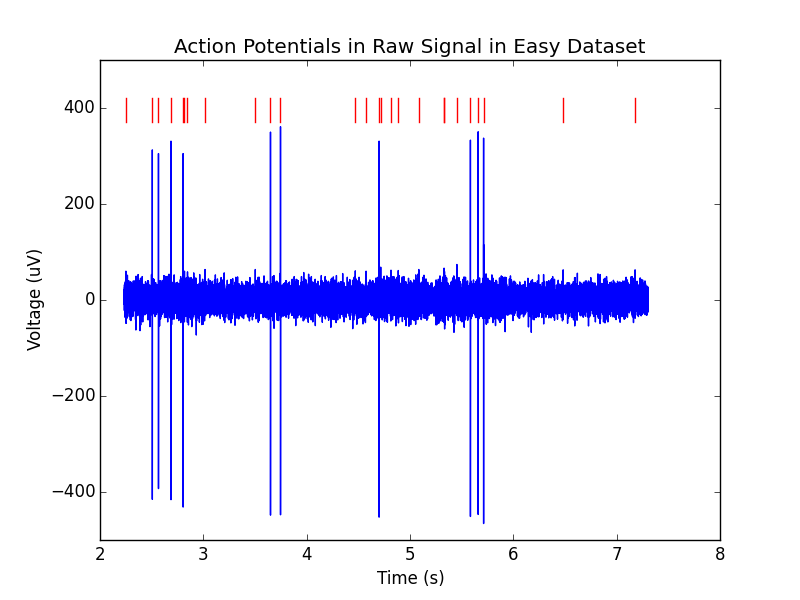 Action Potentials in Raw Signal in Easy Dataset
400
200
0
−200
−400
Voltage (uV)
2 3 4 5 6 7 8
Time (s)